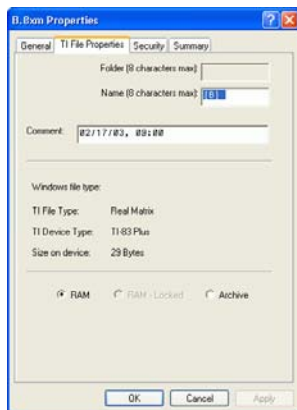 B.8xm Properties
General TI File Properties Security Summary
Folder (8 characters max):
Name (8 characters max): [B]
Comment: 02/17/03, 09:00
Windows file type:
TI File Type: Real Matrix
TI Device Type: TI-83 Plus
Size on device: 29 Bytes
RAM RAM - Locked Archive
OK Cancel Apply